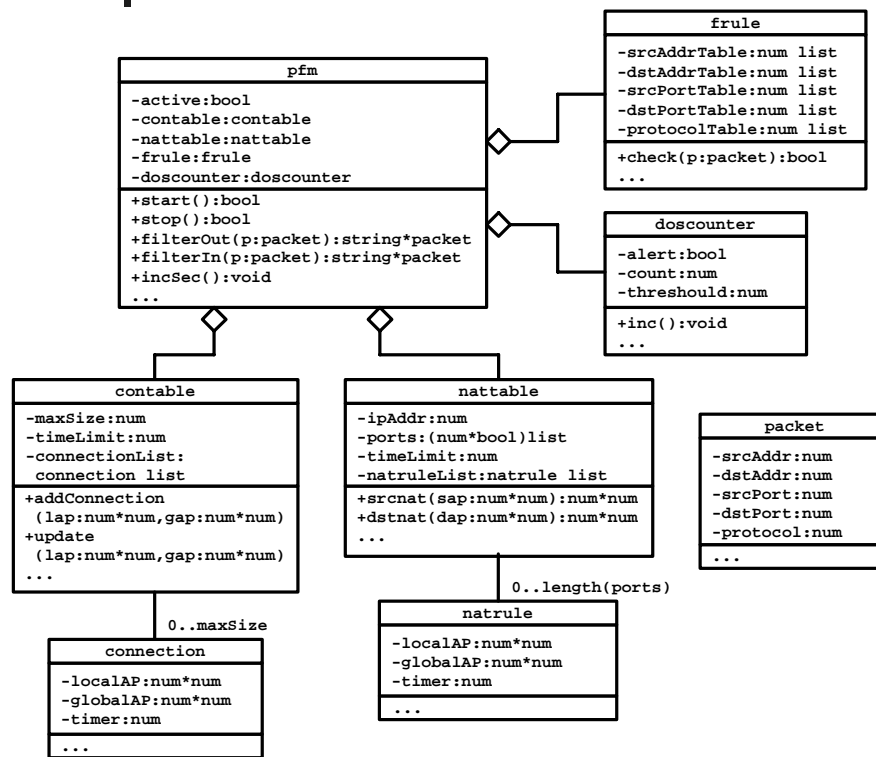 frule
-srcAddrTable:num list
-dstAddrTable:num list
-srcPortTable:num list
-dstPortTable:num list
-protocolTable:num list
+check(p:packet):bool
...
pfm
-active:bool
-contable:contable
-nattable:nattable
-frule:frule
-doscounter:doscounter
+start():bool
+stop():bool
+filterOut(p:packet):string*packet
+filterIn(p:packet):string*packet
+incSec():void
...
doscounter
-alert:bool
-count:num
-threshould:num
+inc():void
...
contable
-maxSize:num
-timeLimit:num
-connectionList:
connection list
+addConnection
(lap:num*num,gap:num*num)
+update
(lap:num*num,gap:num*num)
...
nattable
-ipAddr:num
-ports:(num*bool)list
-timeLimit:num
-natruleList:natrule list
+srcnat(sap:num*num):num*num
+dstnat(dap:num*num):num*num
...
packet
-srcAddr:num
-dstAddr:num
-srcPort:num
-dstPort:num
-protocol:num
...
0..maxSize
connection
-localAP:num*num
-globalAP:num*num
-timer:num
...
0..length(ports)
natrule
-localAP:num*num
-globalAP:num*num
-timer:num
...